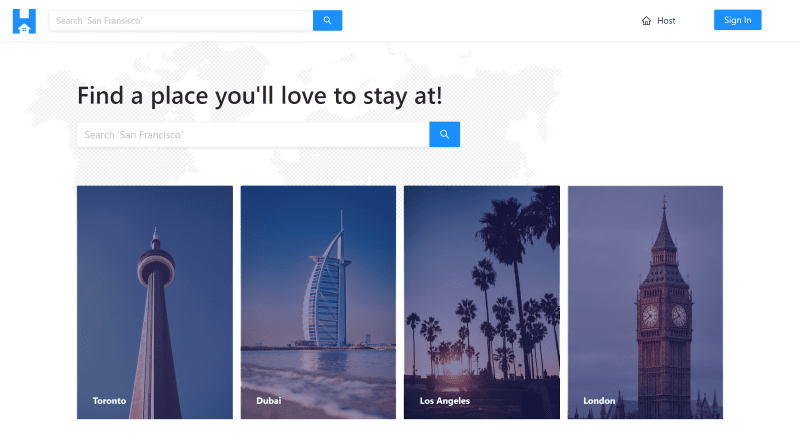 Search 'San Fransisco'
Host
Sign In
Find a place you'll love to stay at!
Search 'San Francisco'
Toronto
Dubai
Los Angeles
London